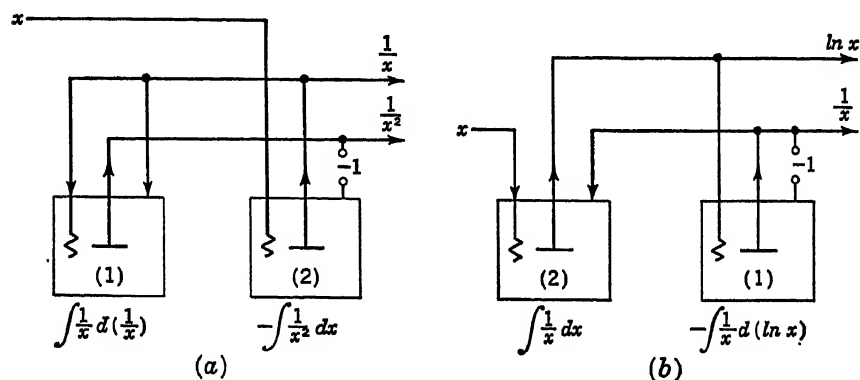 x
1/x
1/x²
-1
(1)
(2)
∫ 1/x d(1/x)
-∫ 1/x² dx
(a)
ln x
1/x
x
-1
(2)
(1)
∫ 1/x dx
-∫ 1/x d(ln x)
(b)